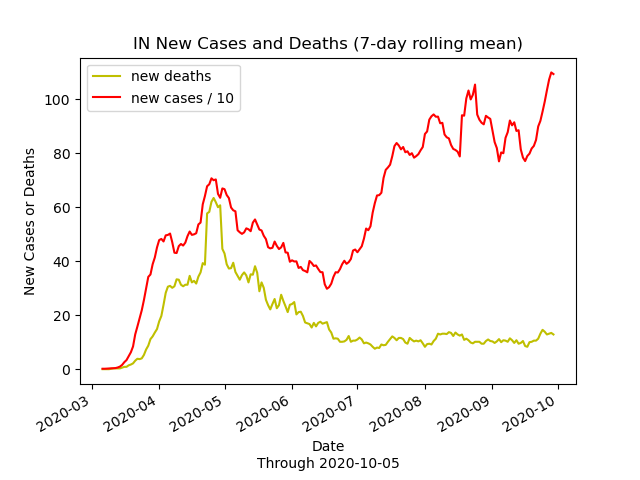 IN New Cases and Deaths (7-day rolling mean)
new deaths
new cases / 10
New Cases or Deaths
100
80
60
40
20
0
2020-03
2020-04
2020-05
2020-06
2020-07
2020-08
2020-09
2020-10
Date
Through 2020-10-05